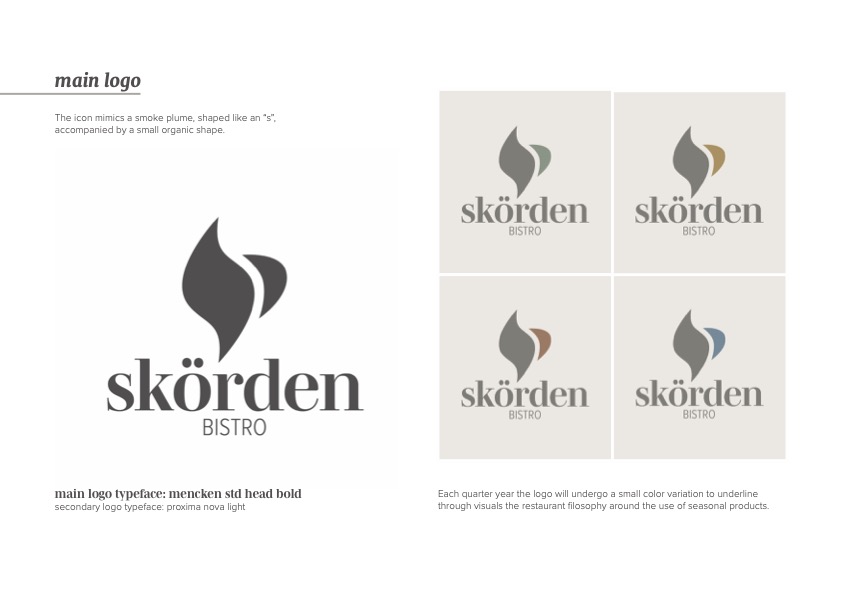 main logo
The icon mimics a smoke plume, shaped like an “s”,
accompanied by a small organic shape.
skörden
BISTRO
main logo typeface: mencken std head bold
secondary logo typeface: proxima nova light
skörden
BISTRO
skörden
BISTRO
skörden
BISTRO
skörden
BISTRO
Each quarter year the logo will undergo a small color variation to underline
through visuals the restaurant filosophy around the use of seasonal products.